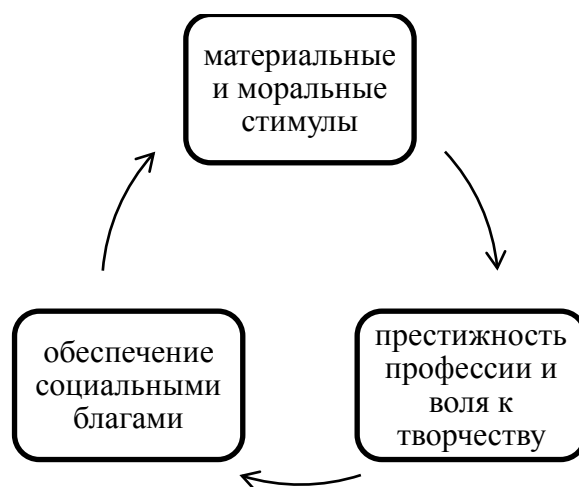 материальные
и моральные
стимулы
престижность
профессии и
воля к
творчеству
обеспечение
социальными
благами